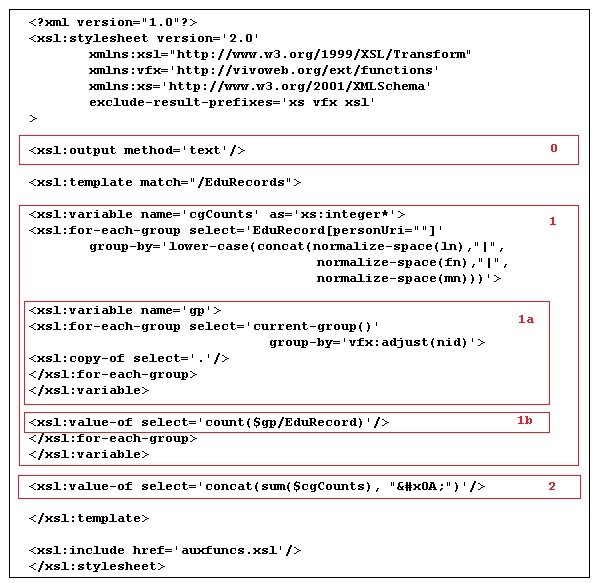 <?xml version="1.0"?>
<xsl:stylesheet version='2.0'
xmlns:xsl="http://www.w3.org/1999/XSL/Transform"
xmlns:vfx='http://vivoweb.org/ext/functions'
xmlns:xs='http://www.w3.org/2001/XMLSchema'
exclude-result-prefixes='xs vfx xsl'
>
<xsl:output method='text'/> 0
<xsl:template match="/EduRecords">
<xsl:variable name='cgCounts' as='xs:integer*'> 1
<xsl:for-each-group select='EduRecord[personUri=""]'
group-by='lower-case(concat(normalize-space(ln),"|",
normalize-space(fn),"|",
normalize-space(mn)))'>
<xsl:variable name='gp'> 1a
<xsl:for-each-group select='current-group()'
group-by='vfx:adjust(nid)'>
<xsl:copy-of select='.'/>
</xsl:for-each-group>
</xsl:variable>
<xsl:value-of select='count($gp/EduRecord)'/> 1b
</xsl:for-each-group>
</xsl:variable>
<xsl:value-of select='concat(sum($cgCounts), "&#x0A;")'/> 2
</xsl:template>
<xsl:include href='auxfuncs.xsl'/>
</xsl:stylesheet>